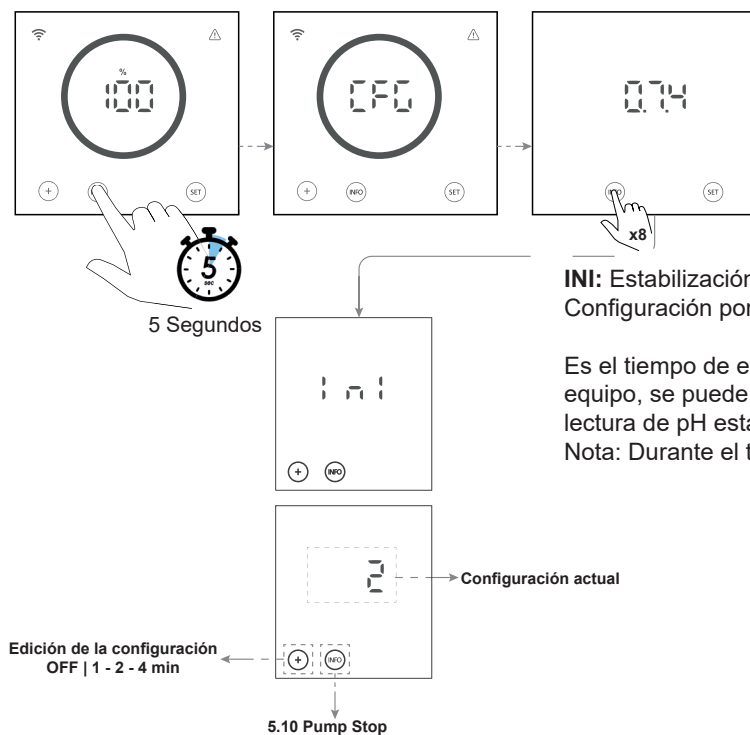 %
100
CFG
0.7.4
+
SET
+
INFO
SET
SET
x8
5
sec
5 Segundos
INI: Estabilización
Configuración por
Es el tiempo de e
equipo, se puede
lectura de pH esta
Nota: Durante el t
InI
+
INFO
2
Configuración actual
Edición de la configuración
OFF | 1 - 2 - 4 min
+
INFO
5.10 Pump Stop